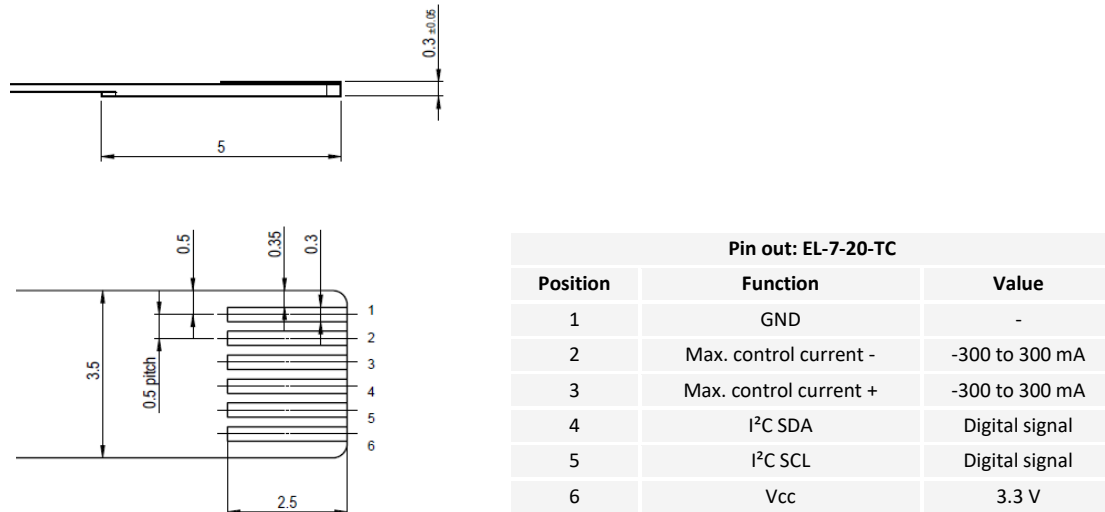 0.3 ±0.05
5
0.5
0.35
0.3
1
2
3
4
5
6
3.5
0.5 pitch
2.5
Pin out: EL-7-20-TC
Position Function Value
1 GND -
2 Max. control current - -300 to 300 mA
3 Max. control current + -300 to 300 mA
4 I²C SDA Digital signal
5 I²C SCL Digital signal
6 Vcc 3.3 V